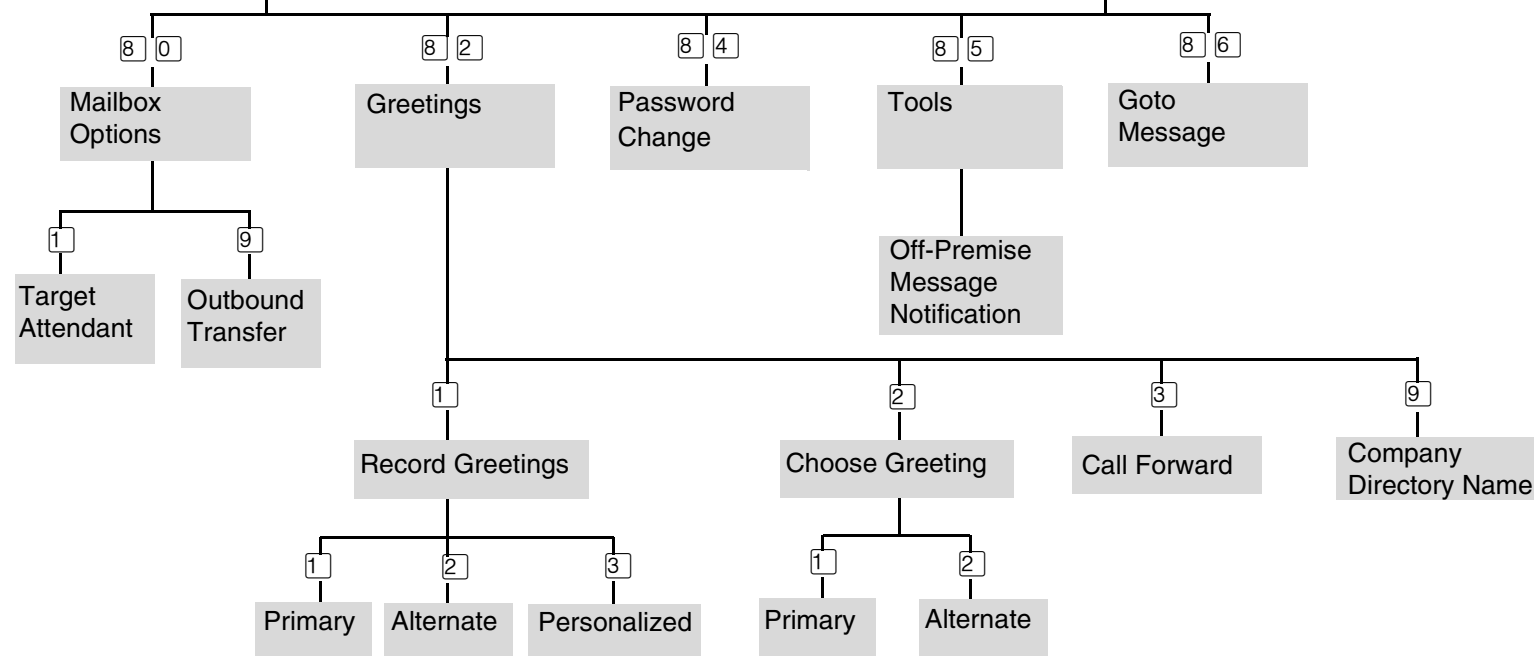 8 0
8 2
8 4
8 5
8 6
Mailbox
Options
Greetings
Password
Change
Tools
Goto
Message
1
9
Target
Attendant
Outbound
Transfer
Off-Premise
Message
Notification
1
2
3
9
Record Greetings
Choose Greeting
Call Forward
Company
Directory Name
1
2
3
1
2
Primary
Alternate
Personalized
Primary
Alternate